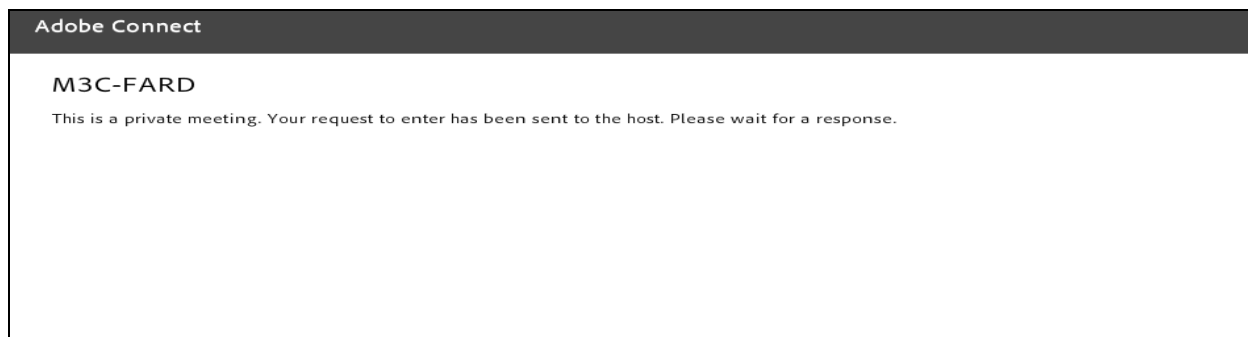 Adobe Connect
M3C-FARD
This is a private meeting. Your request to enter has been sent to the host. Please wait for a response.